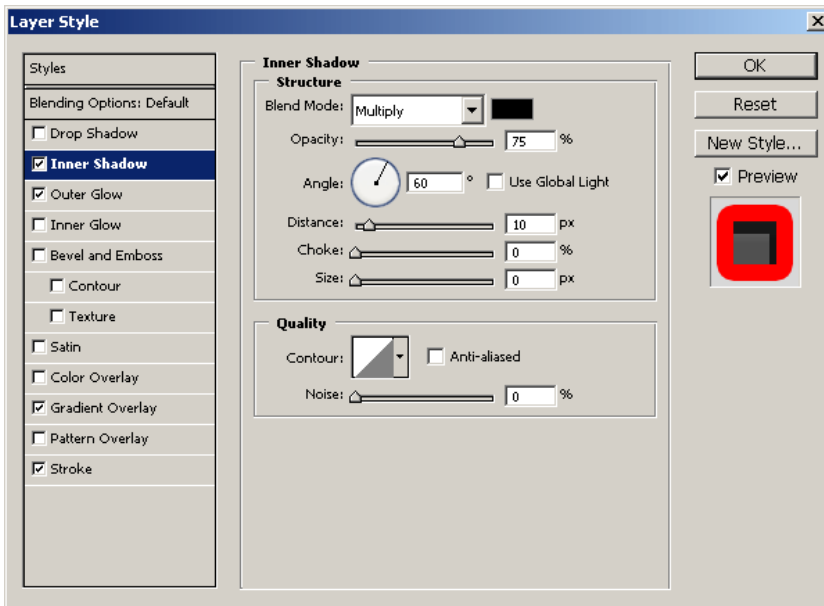 Layer Style
Styles
Blending Options: Default
Drop Shadow
Inner Shadow
Outer Glow
Inner Glow
Bevel and Emboss
Contour
Texture
Satin
Color Overlay
Gradient Overlay
Pattern Overlay
Stroke
Inner Shadow
Structure
Blend Mode: Multiply
Opacity: 75 %
Angle: 60 ° Use Global Light
Distance: 10 px
Choke: 0 %
Size: 0 px
Quality
Contour: Anti-aliased
Noise: 0 %
OK
Reset
New Style...
Preview